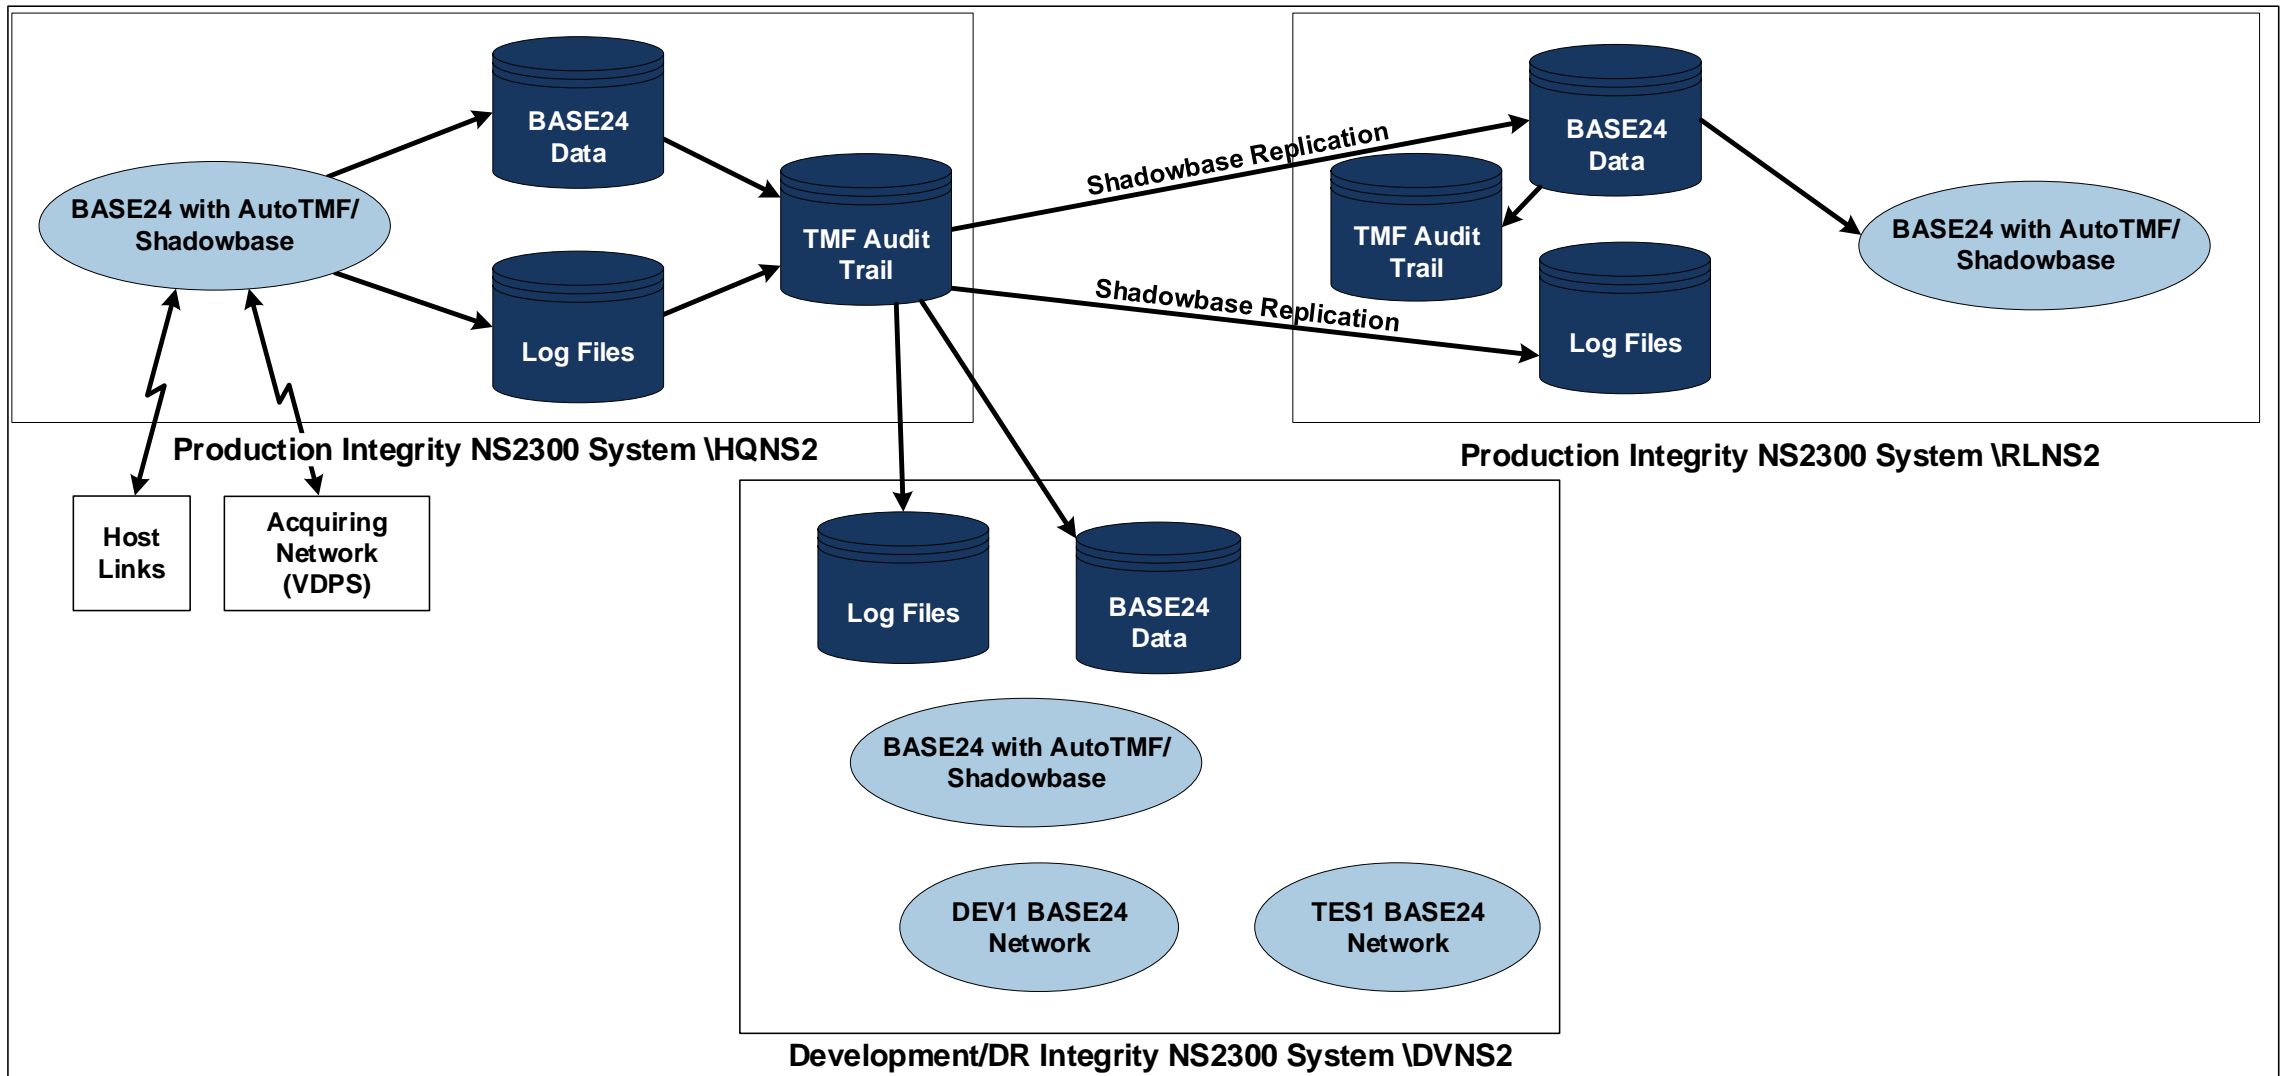 BASE24
Data
BASE24 with AutoTMF/
Shadowbase
TMF Audit
Trail
Log Files
Production Integrity NS2300 System \HQNS2
Host
Links
Acquiring
Network
(VDPS)
Shadowbase Replication
Shadowbase Replication
BASE24
Data
TMF Audit
Trail
BASE24 with AutoTMF/
Shadowbase
Log Files
Production Integrity NS2300 System \RLNS2
Log Files
BASE24
Data
BASE24 with AutoTMF/
Shadowbase
DEV1 BASE24
Network
TES1 BASE24
Network
Development/DR Integrity NS2300 System \DVNS2